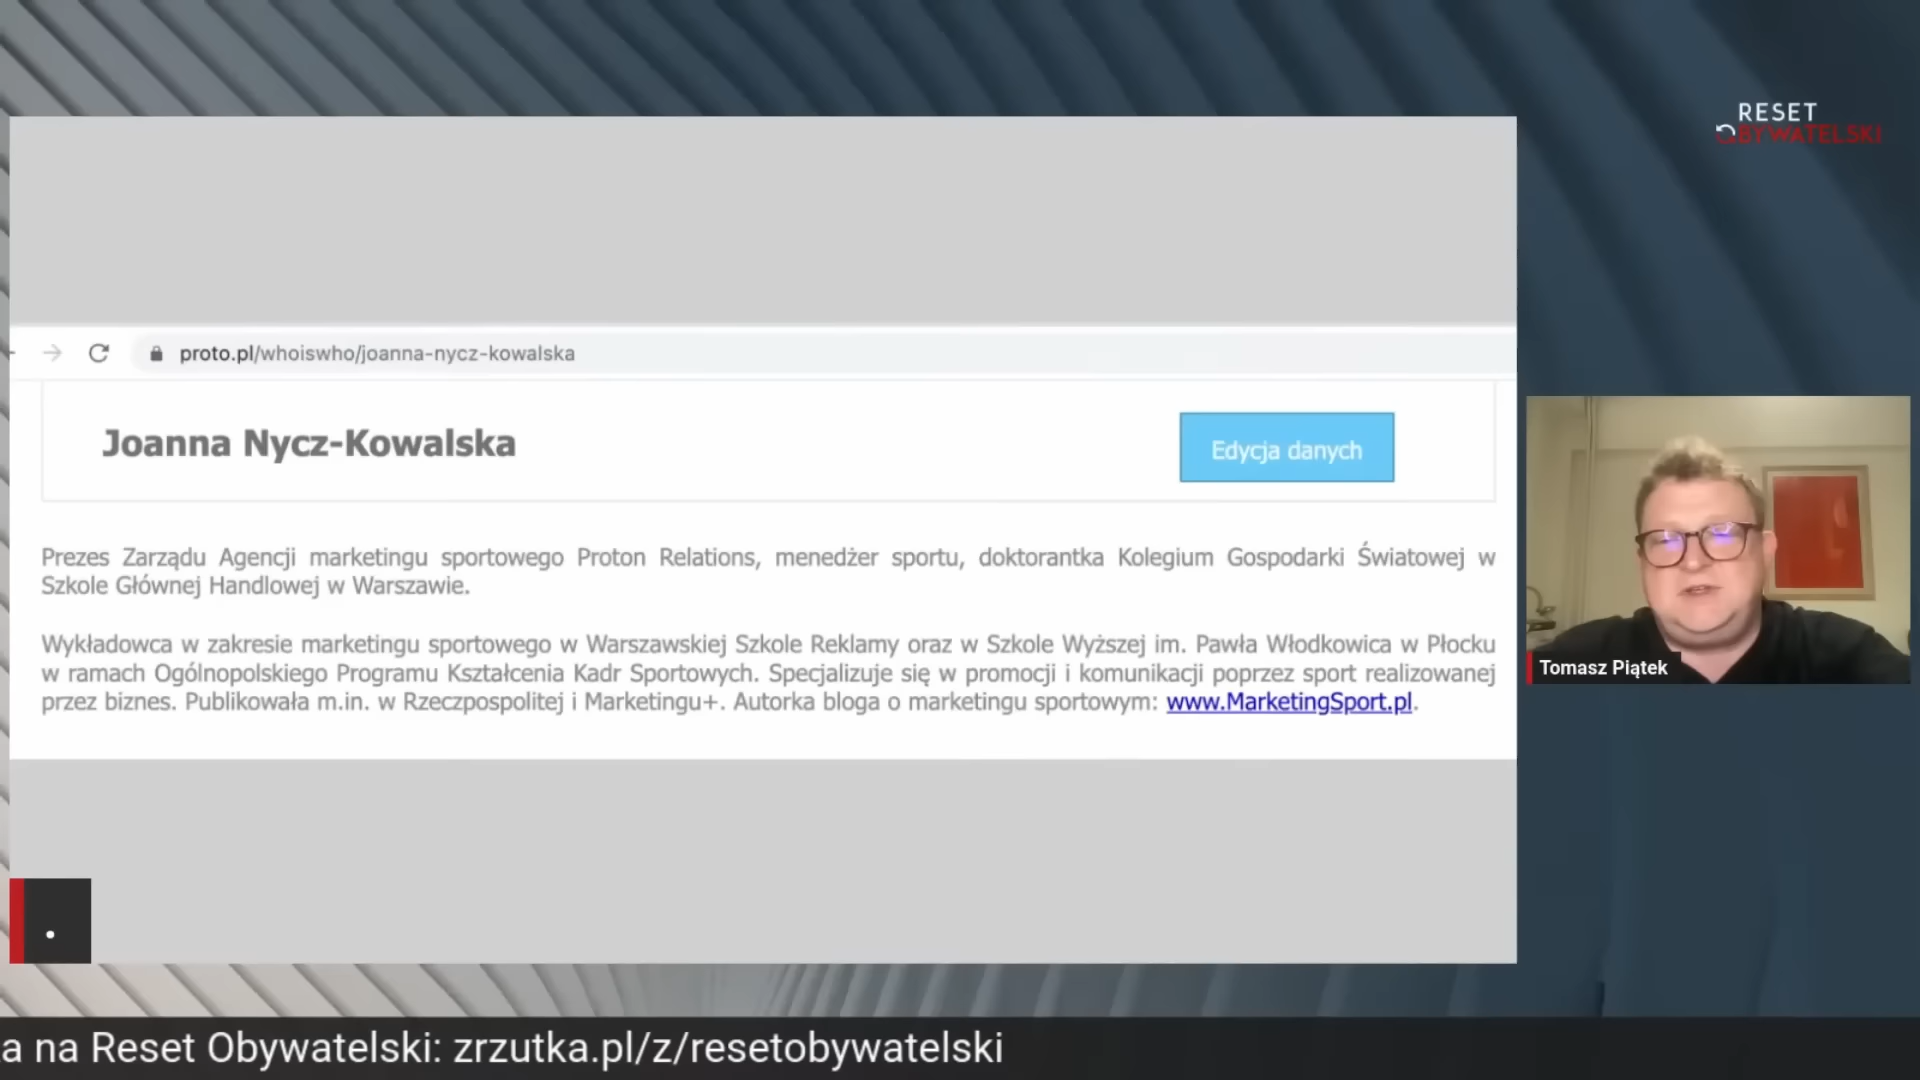 RESET
OBYWATELSKI
proto.pl/whoiswho/joanna-nycz-kowalska
Joanna Nycz-Kowalska
Edycja danych
Prezes Zarządu Agencji marketingu sportowego Proton Relations, menedżer sportu, doktorantka Kolegium Gospodarki Światowej w
Szkole Głównej Handlowej w Warszawie.
Wykładowca w zakresie marketingu sportowego w Warszawskiej Szkole Reklamy oraz w Szkole Wyższej im. Pawła Włodkowica w Płocku
w ramach Ogólnopolskiego Programu Kształcenia Kadr Sportowych. Specjalizuje się w promocji i komunikacji poprzez sport realizowanej
przez biznes. Publikowała m.in. w Rzeczpospolitej i Marketingu+. Autorka bloga o marketingu sportowym: www.MarketingSport.pl.
Tomasz Piątek
.
a na Reset Obywatelski: zrzutka.pl/z/resetobywatelski